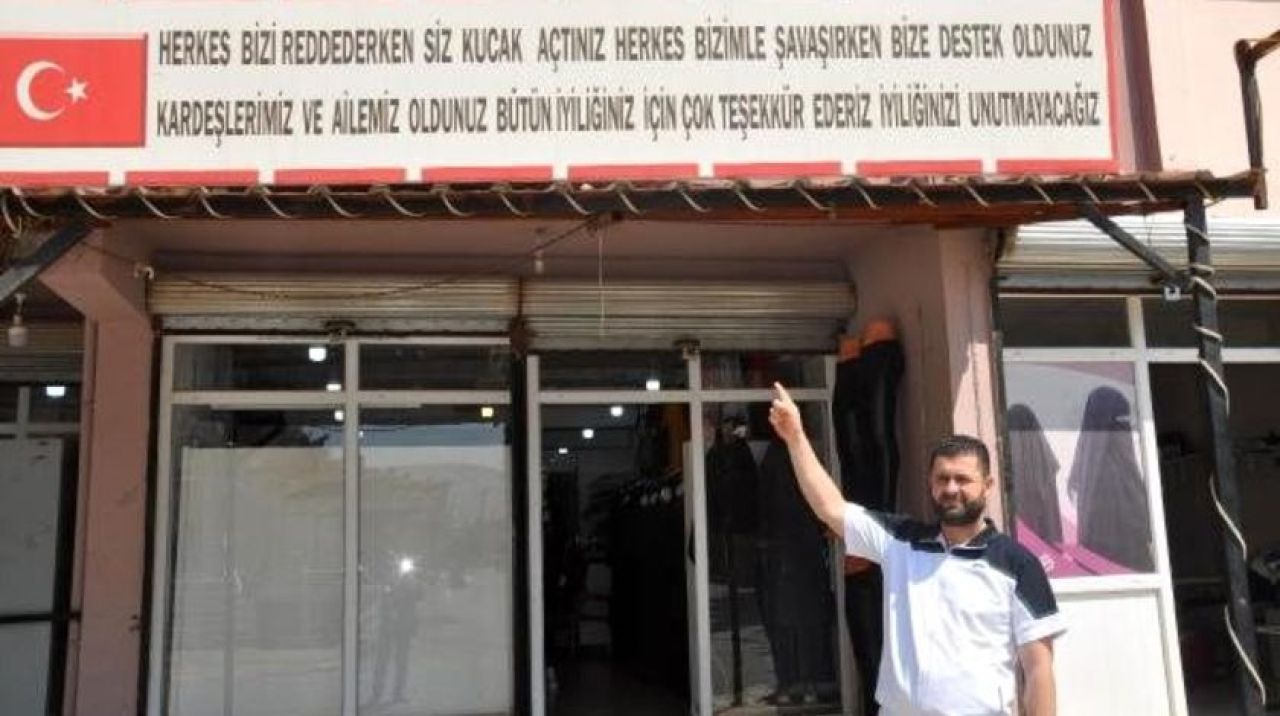 HERKES BİZİ REDDEDERKEN SİZ KUCAK AÇTINIZ HERKES BİZİMLE ŞAVAŞIRKEN BİZE DESTEK OLDUNUZ
KARDEŞLERİMİZ VE AİLEMİZ OLDUNUZ BÜTÜN İYİLİĞİNİZ İÇİN ÇOK TEŞEKKÜR EDERİZ İYİLİĞİNİZİ UNUTMAYACAĞIZ